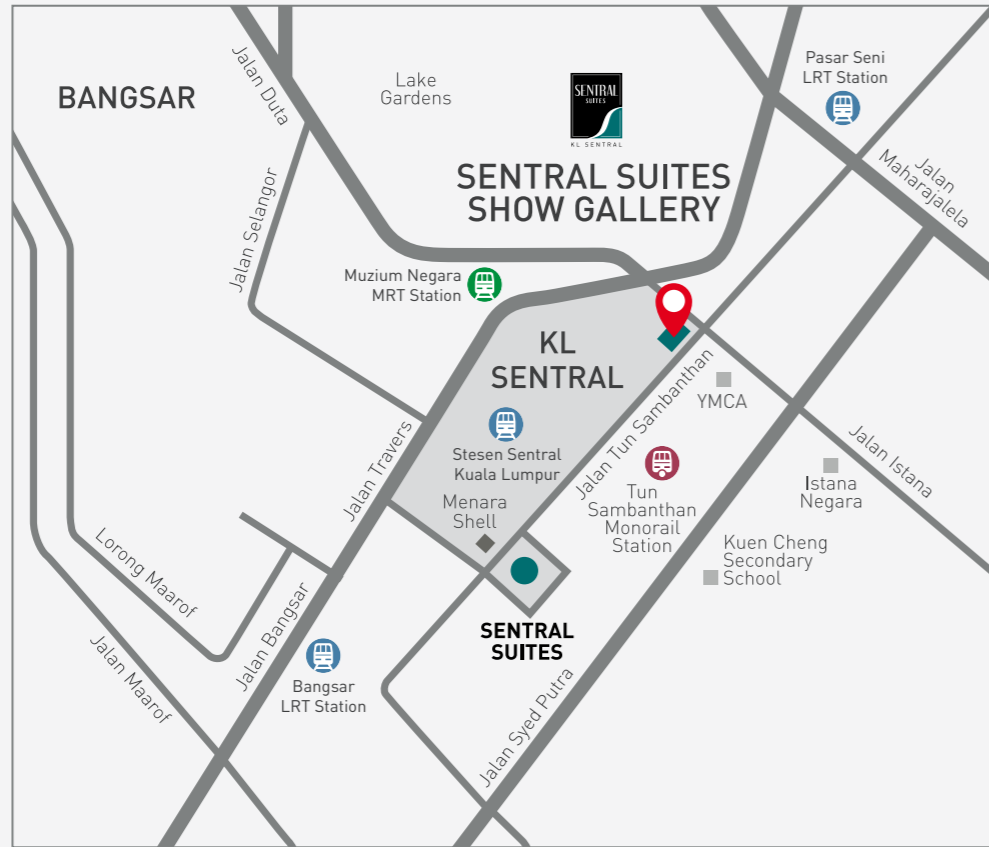 BANGSAR
Jalan Duta
Lake
Gardens
SENTRAL
SUITES
KL SENTRAL
Pasar Seni
LRT Station
Jalan
Maharajalela
SENTRAL SUITES
SHOW GALLERY
Jalan Selangor
Muzium Negara
MRT Station
KL
SENTRAL
Stesen Sentral
Kuala Lumpur
Menara
Shell
Jalan Travers
Jalan Tun Sambanthan
YMCA
Tun
Sambanthan
Monorail
Station
Istana
Negara
Jalan Istana
Kuen Cheng
Secondary
School
Lorong Maarof
Jalan Maarof
Jalan Bangsar
Bangsar
LRT Station
SENTRAL
SUITES
Jalan Syed Putra